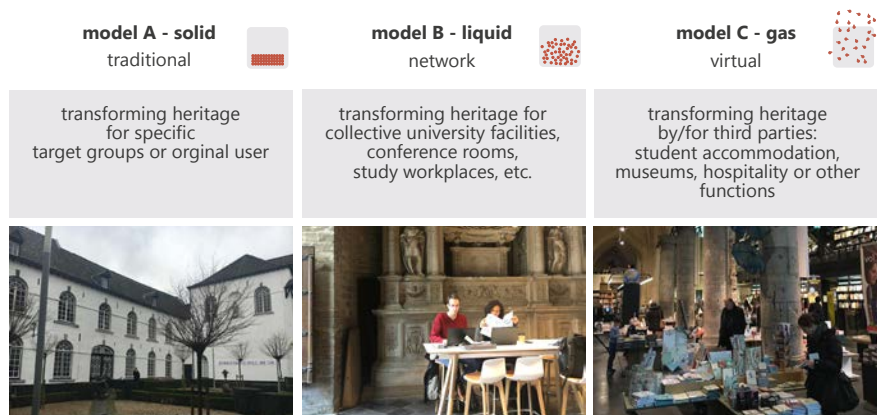 model A - solid
traditional
transforming heritage
for specific
target groups or orginal user
model B - liquid
network
transforming heritage for
collective university facilities,
conference rooms,
study workplaces, etc.
model C - gas
virtual
transforming heritage
by/for third parties:
student accommodation,
museums, hospitality or other
functions